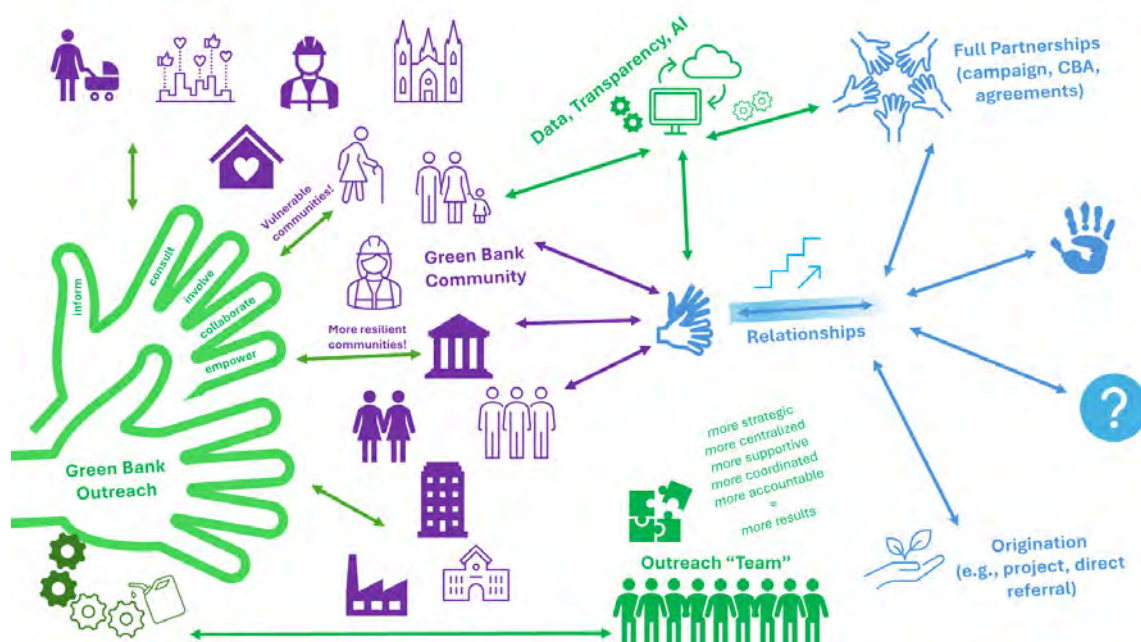 Data, Transparency, AI
Full Partnerships
(campaign, CBA,
agreements)
Vulnerable
communities!
inform
consult
involve
collaborate
empower
Green Bank
Community
More resilient
communities!
Relationships
?
Green Bank
Outreach
more strategic
more centralized
more supportive
more coordinated
more accountable
=
more results
Outreach “Team”
Origination
(e.g., project, direct
referral)